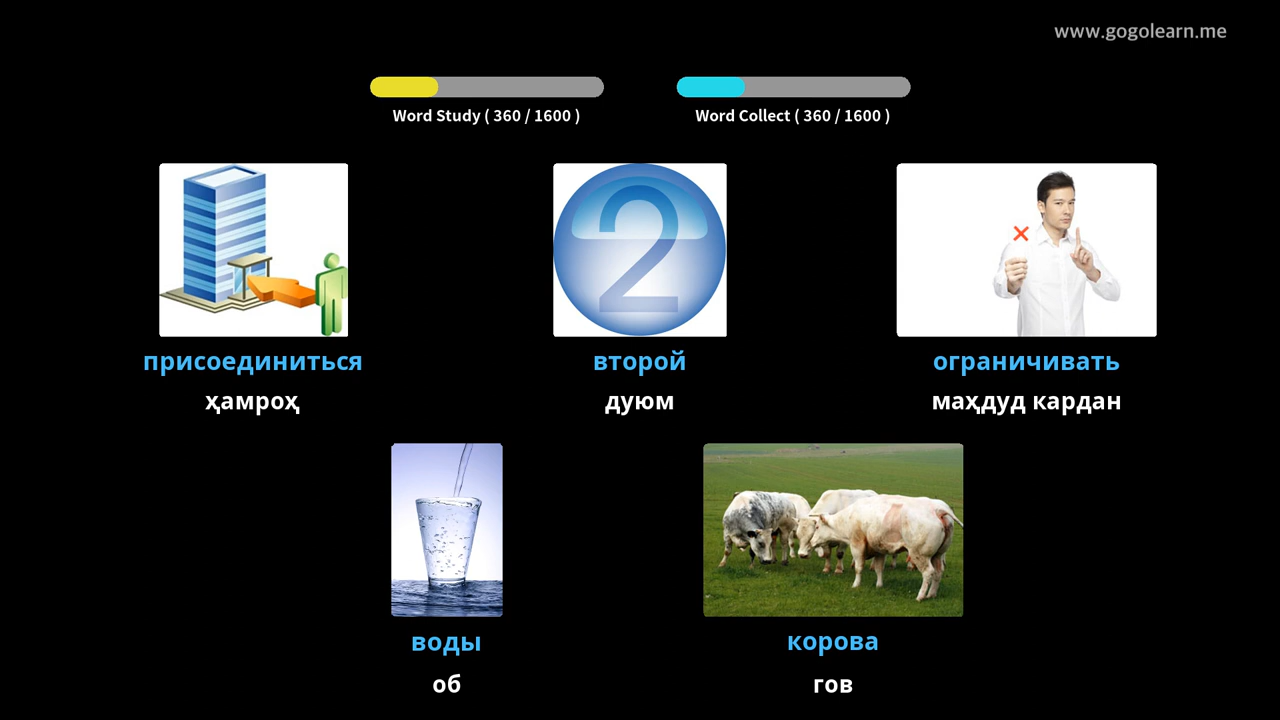 www.gogolearn.me
Word Study ( 360 / 1600 )
Word Collect ( 360 / 1600 )
2
присоединиться
второй
ограничивать
ҳамроҳ
дуюм
маҳдуд кардан
воды
корова
об
гов